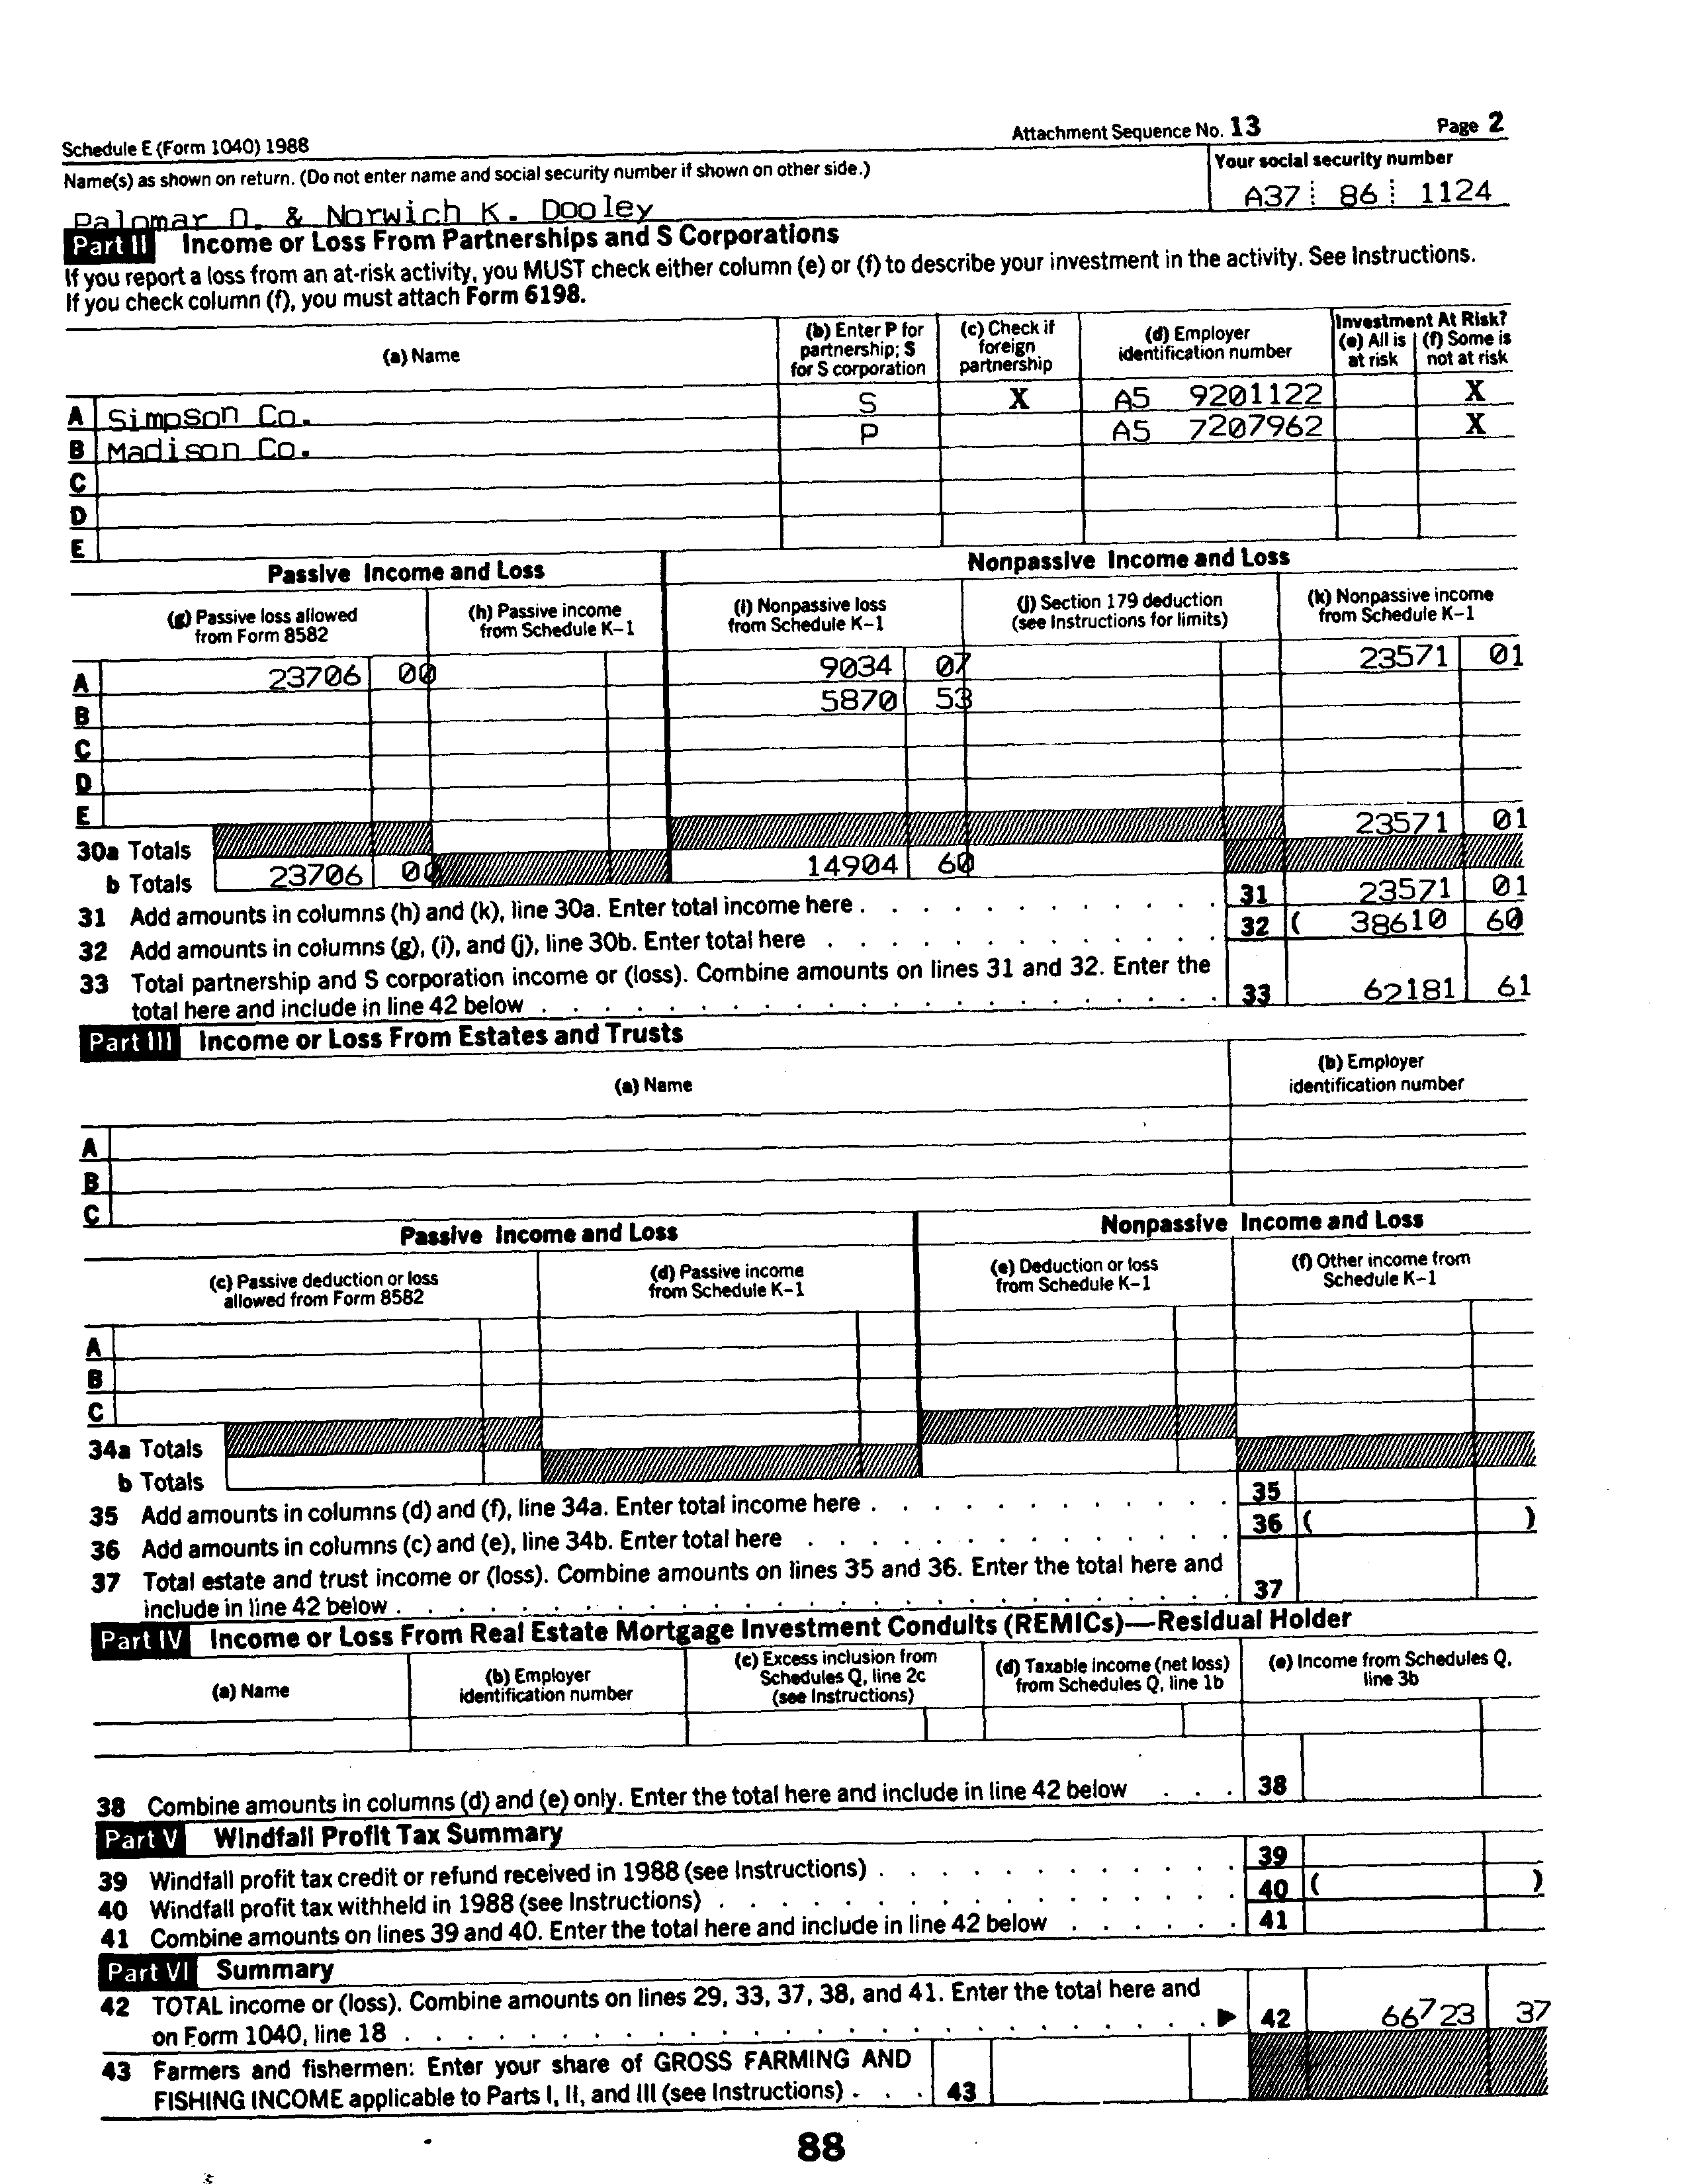 Schedule E (Form 1040) 1988 Attachment Sequence No. 13 Page 2
Name(s) as shown on return. (Do not enter name and social security number if shown on other side.) Your social security number
Palomar O. & Norwich K. Dooley A37 86 1124
Part II Income or Loss From Partnerships and S Corporations
If you report a loss from an at-risk activity, you MUST check either column (e) or (f) to describe your investment in the activity. See Instructions.
If you check column (f), you must attach Form 6198.
(a) Name
(b) Enter P for partnership; S for S corporation
(c) Check if foreign partnership
(d) Employer identification number
Investment At Risk?
(e) All is at risk
(f) Some is not at risk
A Simpson Co. S X A5 9201122 X
B Madison Co. P A5 7207962 X
C
D
E
Passive Income and Loss Nonpassive Income and Loss
(g) Passive loss allowed from Form 8582
(h) Passive income from Schedule K-1
(i) Nonpassive loss from Schedule K-1
(j) Section 179 deduction (see Instructions for limits)
(k) Nonpassive income from Schedule K-1
A 23706 00 9034 07 23571 01
B 5870 53
C
D
E
30a Totals 23571 01
b Totals 23706 00 14904 60
31 Add amounts in columns (h) and (k), line 30a. Enter total income here . . . 31 23571 01
32 Add amounts in columns (g), (i), and (j), line 30b. Enter total here . . . 32 ( 38610 60
33 Total partnership and S corporation income or (loss). Combine amounts on lines 31 and 32. Enter the
total here and include in line 42 below . . . 33 62181 61
Part III Income or Loss From Estates and Trusts
(a) Name
(b) Employer identification number
A
B
C
Passive Income and Loss Nonpassive Income and Loss
(c) Passive deduction or loss allowed from Form 8582
(d) Passive income from Schedule K-1
(e) Deduction or loss from Schedule K-1
(f) Other income from Schedule K-1
A
B
C
34a Totals
b Totals
35 Add amounts in columns (d) and (f), line 34a. Enter total income here . . . 35
36 Add amounts in columns (c) and (e), line 34b. Enter total here . . . 36 ( )
37 Total estate and trust income or (loss). Combine amounts on lines 35 and 36. Enter the total here and
include in line 42 below . . . 37
Part IV Income or Loss From Real Estate Mortgage Investment Conduits (REMICs)—Residual Holder
(a) Name
(b) Employer identification number
(c) Excess inclusion from Schedules Q, line 2c (see Instructions)
(d) Taxable income (net loss) from Schedules Q, line 1b
(e) Income from Schedules Q, line 3b
38 Combine amounts in columns (d) and (e) only. Enter the total here and include in line 42 below . . . 38
Part V Windfall Profit Tax Summary
39 Windfall profit tax credit or refund received in 1988 (see Instructions) . . . 39
40 Windfall profit tax withheld in 1988 (see Instructions) . . . 40 ( )
41 Combine amounts on lines 39 and 40. Enter the total here and include in line 42 below . . . 41
Part VI Summary
42 TOTAL income or (loss). Combine amounts on lines 29, 33, 37, 38, and 41. Enter the total here and
on Form 1040, line 18 . . . ▶ 42 66723 37
43 Farmers and fishermen: Enter your share of GROSS FARMING AND
FISHING INCOME applicable to Parts I, II, and III (see Instructions) . . . 43
88